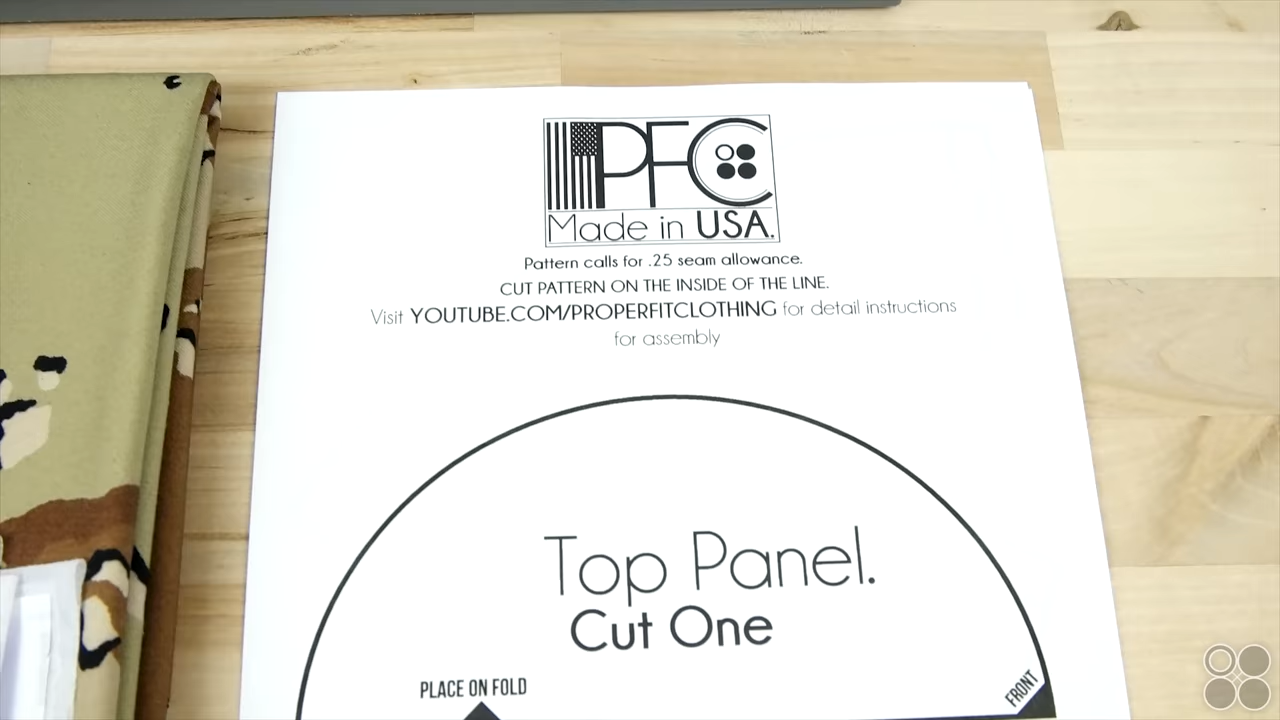 PFC
Made in USA.
Pattern calls for .25 seam allowance.
CUT PATTERN ON THE INSIDE OF THE LINE.
Visit YOUTUBE.COM/PROPERFITCLOTHING for detail instructions
for assembly
Top Panel.
Cut One
PLACE ON FOLD
FRONT